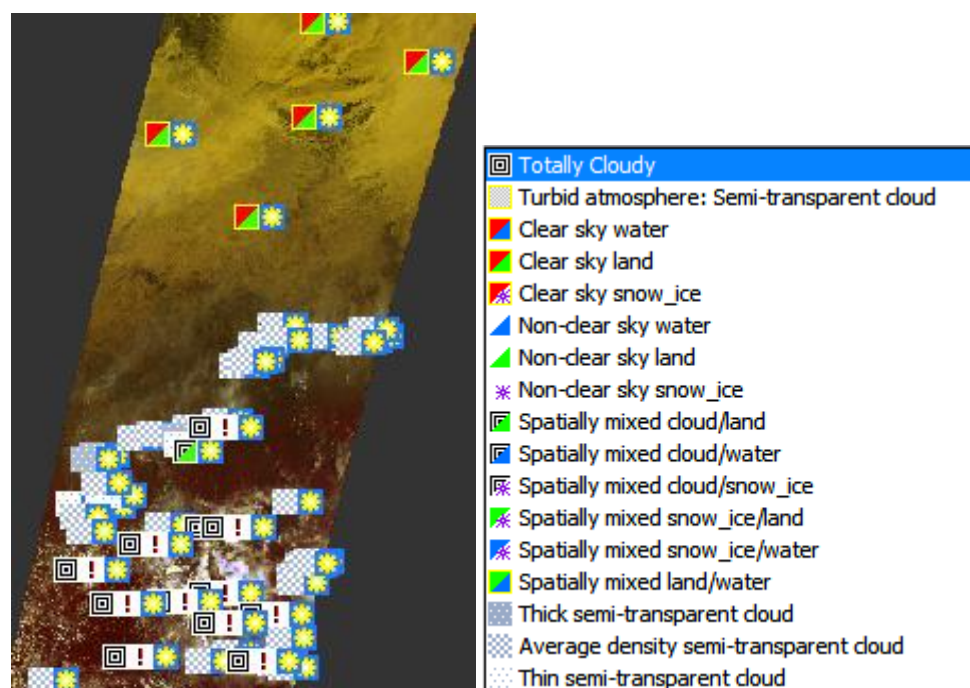 Totally Cloudy
Turbid atmosphere: Semi-transparent cloud
Clear sky water
Clear sky land
Clear sky snow_ice
Non-clear sky water
Non-clear sky land
Non-clear sky snow_ice
Spatially mixed cloud/land
Spatially mixed cloud/water
Spatially mixed cloud/snow_ice
Spatially mixed snow_ice/land
Spatially mixed snow_ice/water
Spatially mixed land/water
Thick semi-transparent cloud
Average density semi-transparent cloud
Thin semi-transparent cloud